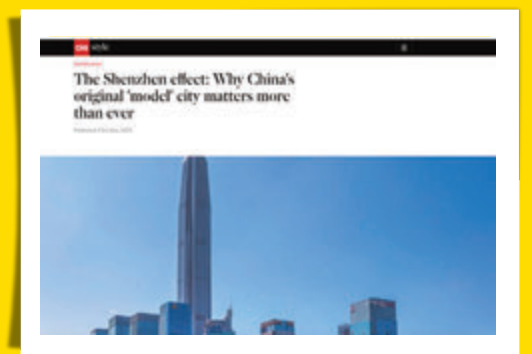 CNN style
The Shenzhen effect: Why China's
original 'model' city matters more
than ever